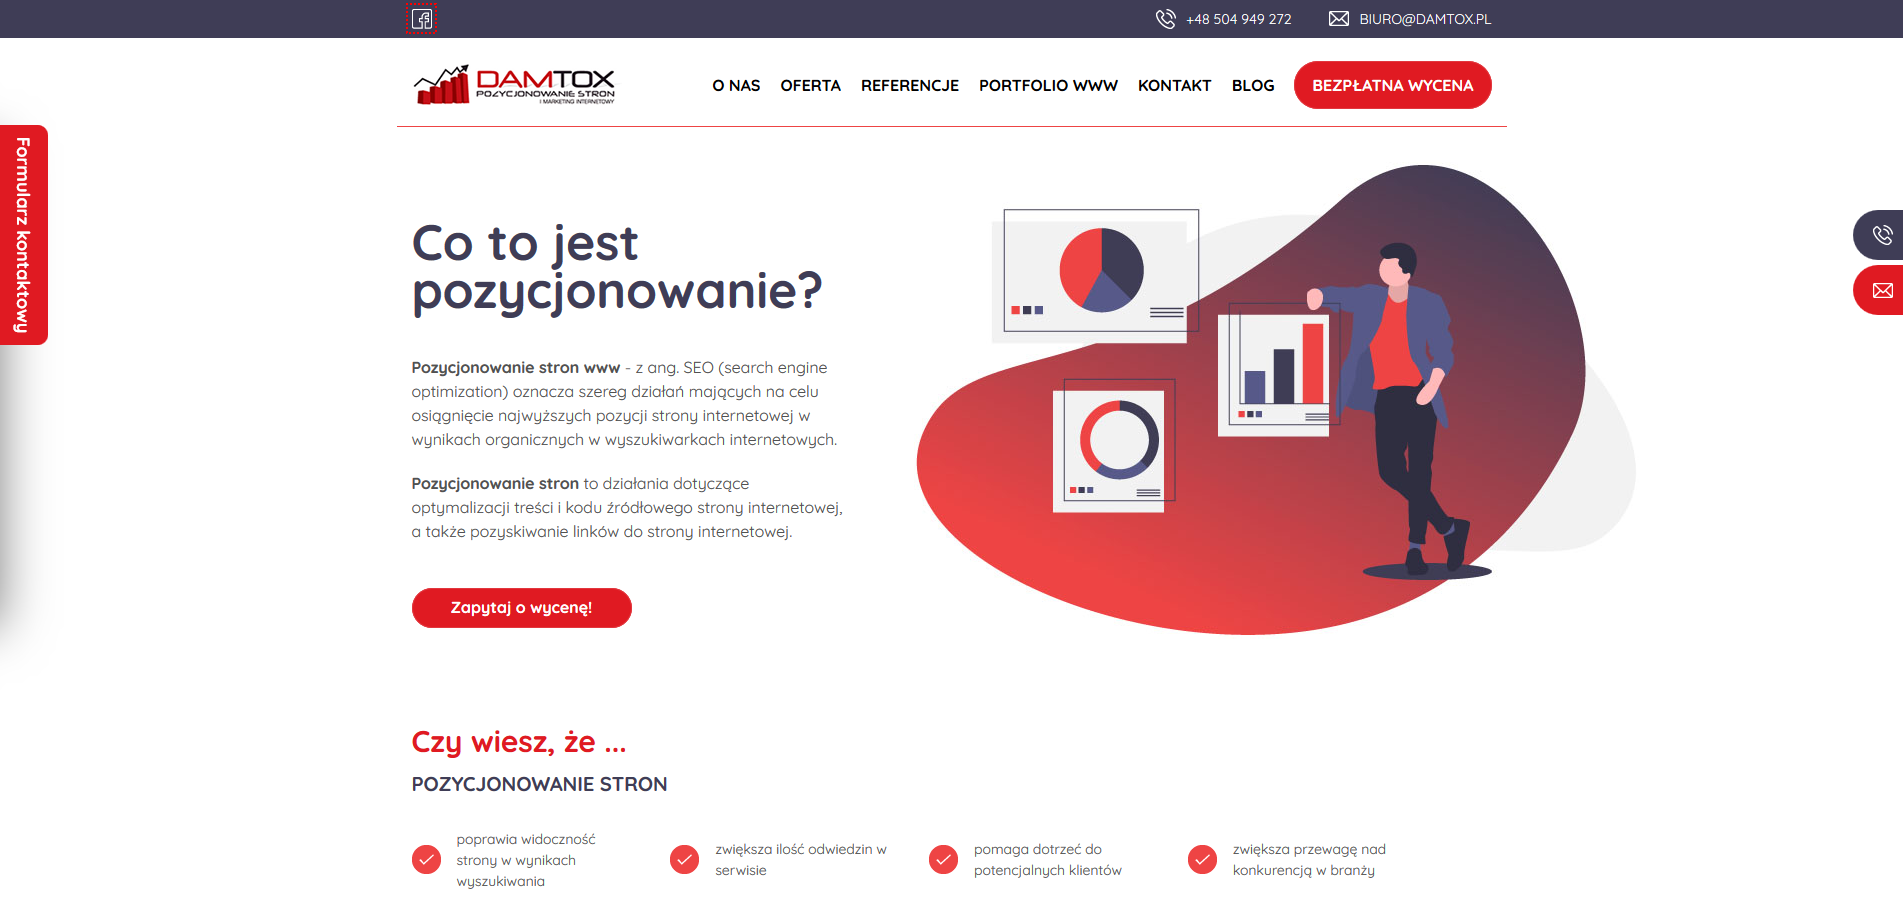 +48 504 949 272
BIURO@DAMTOX.PL
DAMTOX
POZYCJONOWANIE STRON
I MARKETING INTERNETOWY
O NAS
OFERTA
REFERENCJE
PORTFOLIO WWW
KONTAKT
BLOG
BEZPŁATNA WYCENA
Formularz kontaktowy
Co to jest
pozycjonowanie?
Pozycjonowanie stron www - z ang. SEO (search engine
optimization) oznacza szereg działań mających na celu
osiągnięcie najwyższych pozycji strony internetowej w
wynikach organicznych w wyszukiwarkach internetowych.
Pozycjonowanie stron to działania dotyczące
optymalizacji treści i kodu źródłowego strony internetowej,
a także pozyskiwanie linków do strony internetowej.
Zapytaj o wycenę!
Czy wiesz, że ...
POZYCJONOWANIE STRON
poprawia widoczność
strony w wynikach
wyszukiwania
zwiększa ilość odwiedzin w
serwisie
pomaga dotrzeć do
potencjalnych klientów
zwiększa przewagę nad
konkurencją w branży